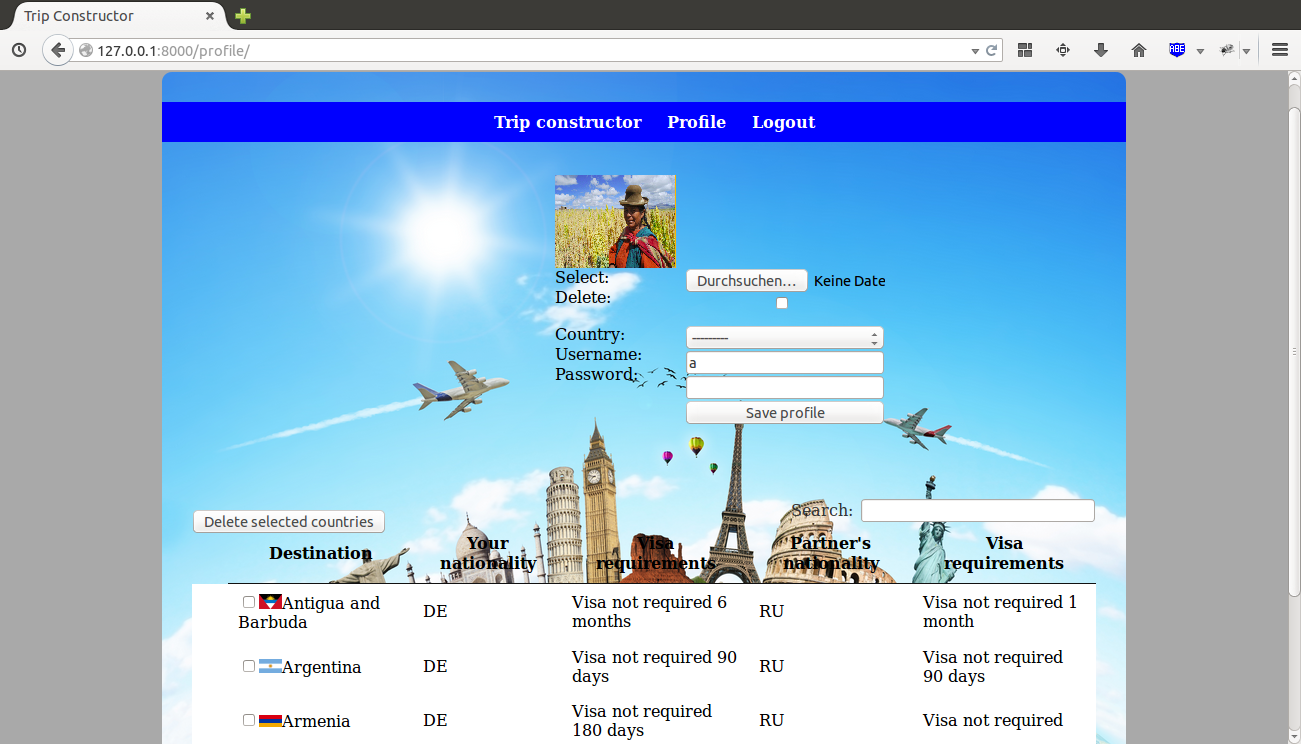 Trip Constructor
127.0.0.1:8000/profile/
ABE
Trip constructor Profile Logout
Select: Durchsuchen... Keine Date
Delete:
Country: ---------
Username: a
Password:
Save profile
Search:
Delete selected countries
Destination Your nationality Visa requirements Partner's nationality Visa requirements
Antigua and Barbuda DE Visa not required 6 months RU Visa not required 1 month
Argentina DE Visa not required 90 days RU Visa not required 90 days
Armenia DE Visa not required 180 days RU Visa not required